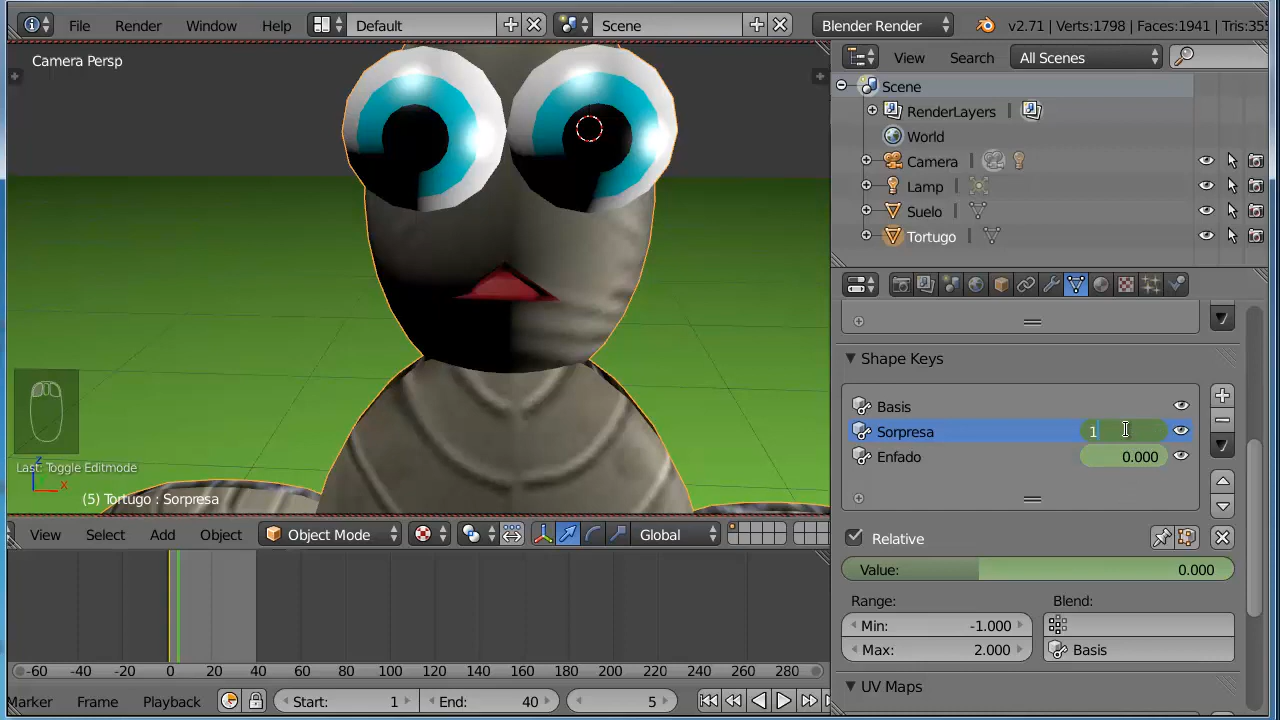 File Render Window Help Default Scene Blender Render v2.71 | Verts:1798 | Faces:1941 | Tris:355
Camera Persp
View Search All Scenes
Scene
RenderLayers
World
Camera
Lamp
Suelo
Tortugo
Shape Keys
Basis
Sorpresa 1
Enfado 0.000
Last: Toggle Editmode
z
x
(5) Tortugo : Sorpresa
View Select Add Object Object Mode Global
Relative
Value: 0.000
Range: Blend:
Min: -1.000
Max: 2.000 Basis
UV Maps
-60 -40 -20 0 20 40 60 80 100 120 140 160 180 200 220 240 260 280
Marker Frame Playback Start: 1 End: 40 5